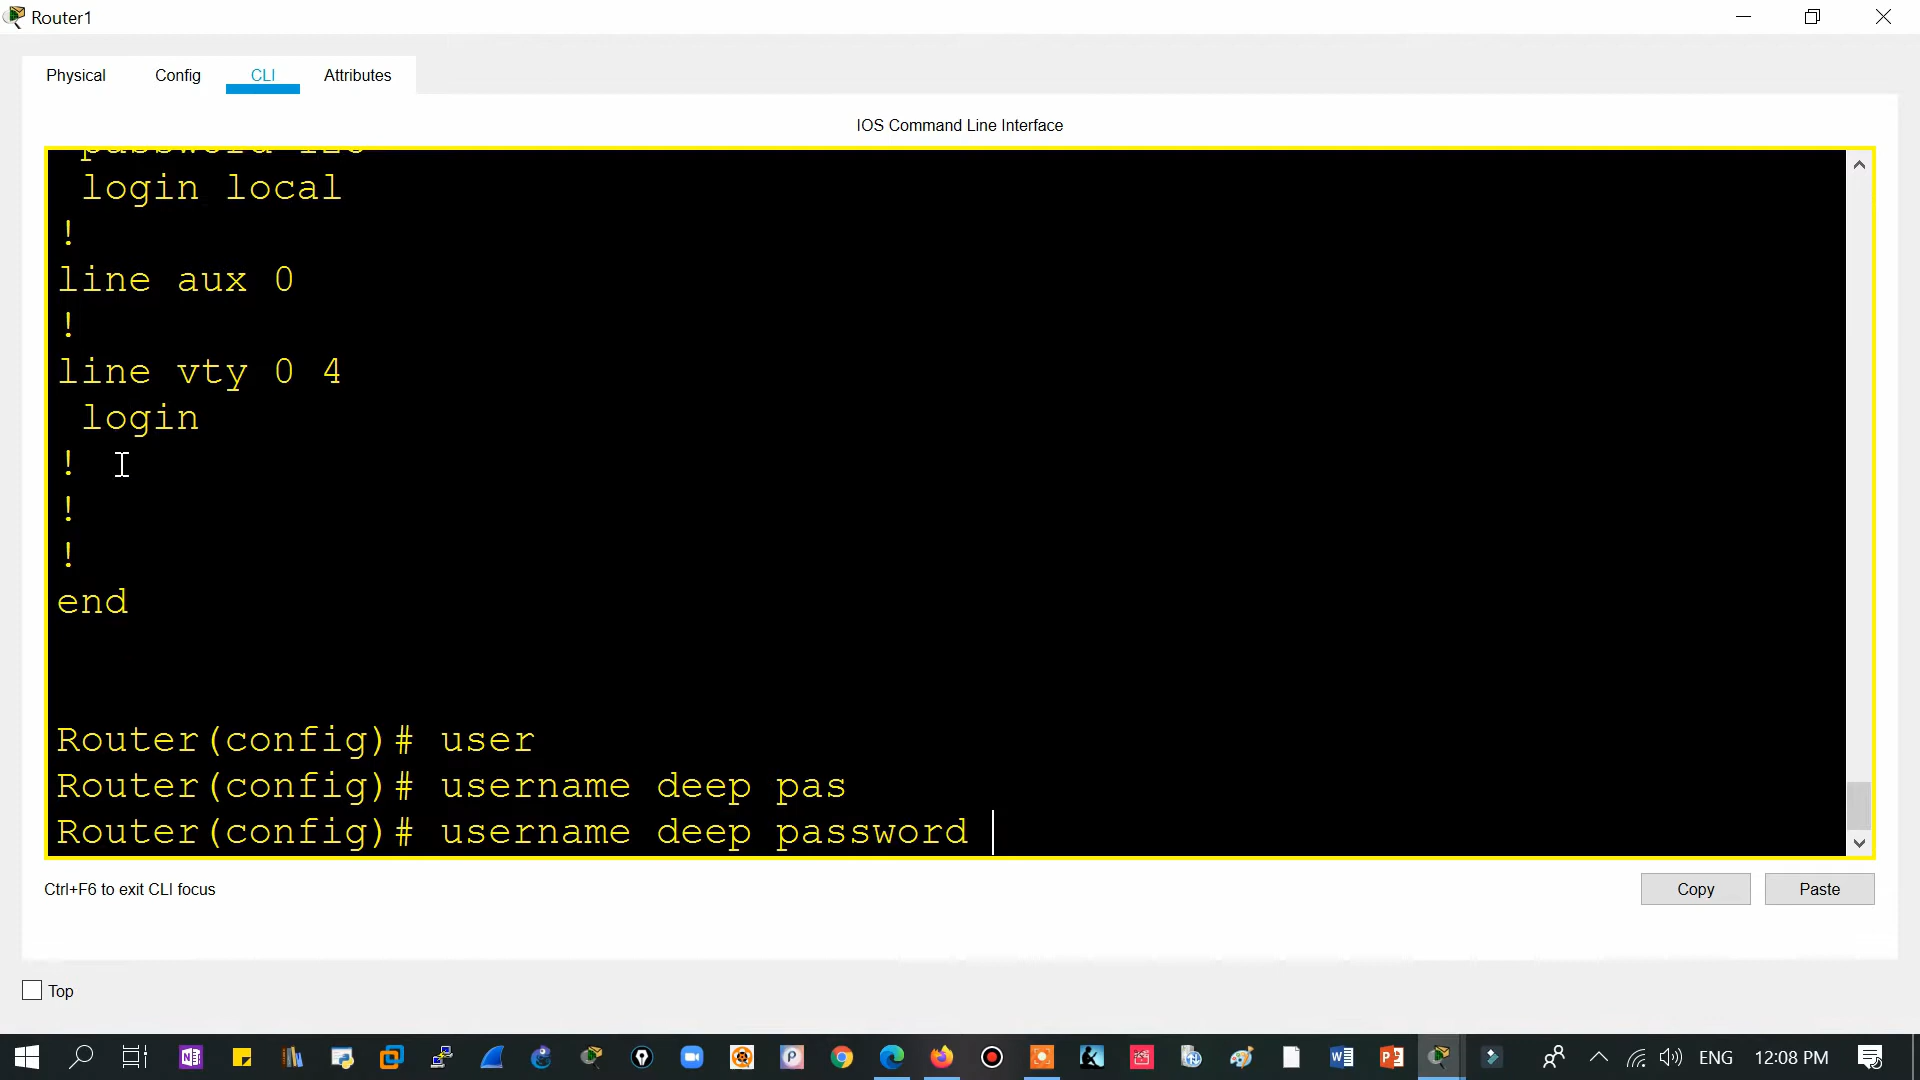 Router1
Physical Config CLI Attributes
IOS Command Line Interface
login local
!
line aux 0
!
line vty 0 4
login
!
!
!
end
Router(config)# user
Router(config)# username deep pas
Router(config)# username deep password
Ctrl+F6 to exit CLI focus
Copy Paste
Top
ENG 12:08 PM